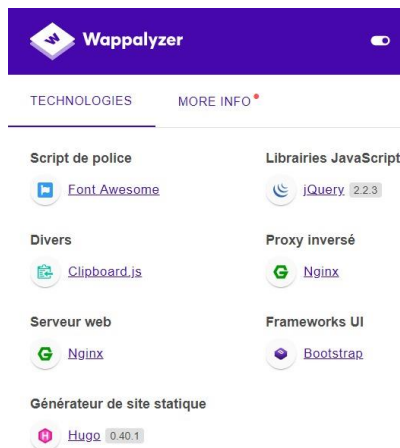 Wappalyzer
TECHNOLOGIES MORE INFO
Script de police Librairies JavaScript
Font Awesome jQuery 2.2.3
Divers Proxy inversé
Clipboard.js Nginx
Serveur web Frameworks UI
Nginx Bootstrap
Générateur de site statique
Hugo 0.40.1